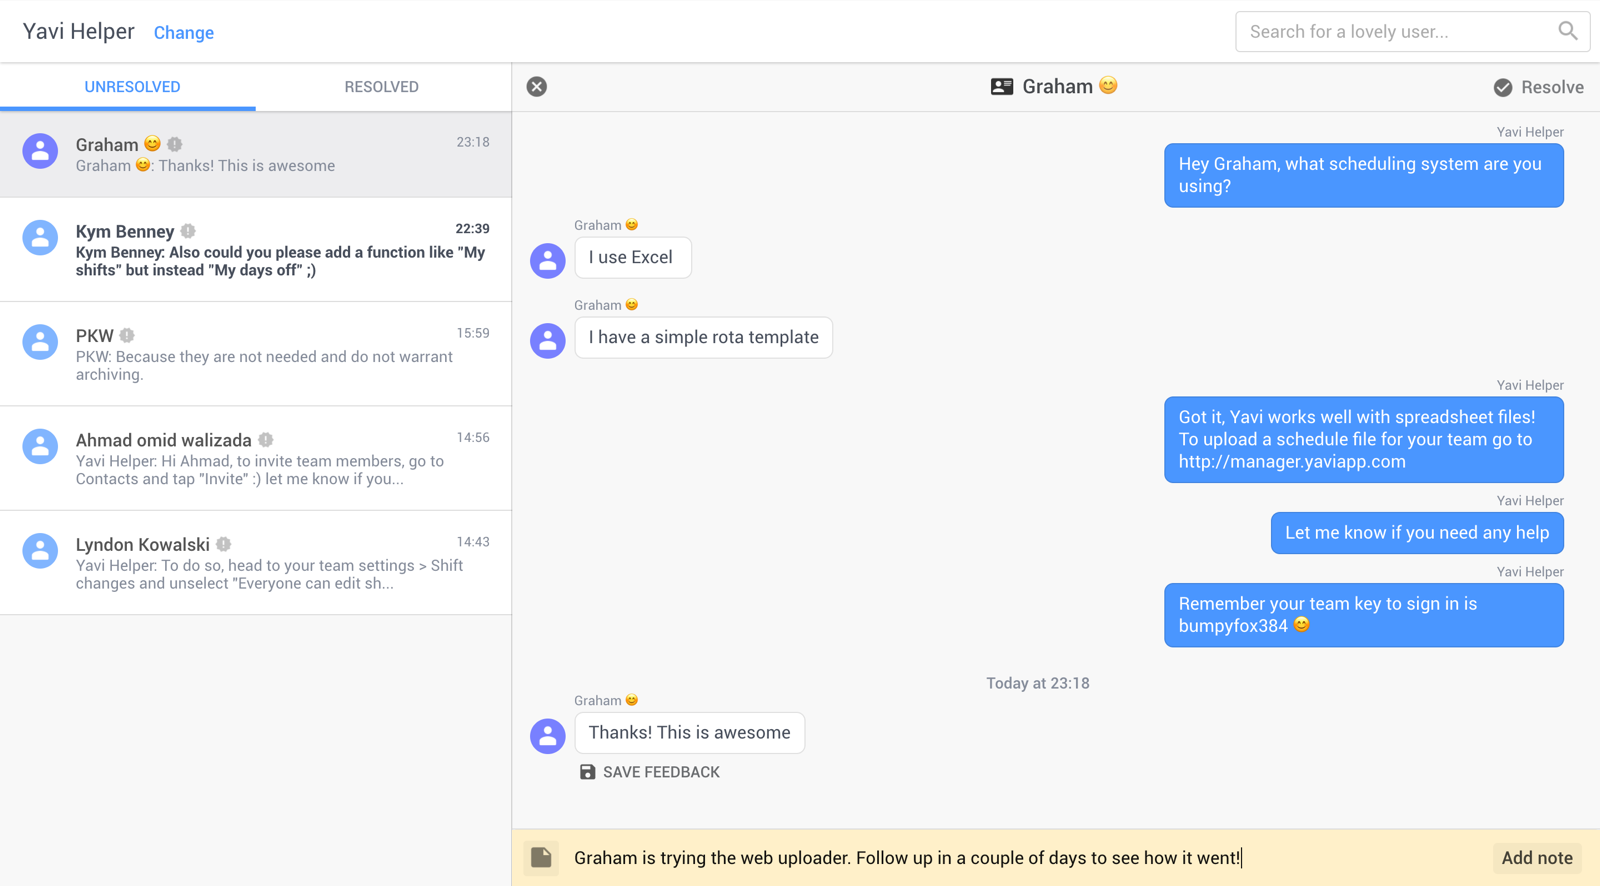 Yavi Helper Change
Search for a lovely user...
UNRESOLVED RESOLVED
Graham 😊 23:18
Graham 😊: Thanks! This is awesome
Kym Benney 22:39
Kym Benney: Also could you please add a function like "My
shifts" but instead "My days off" ;)
PKW 15:59
PKW: Because they are not needed and do not warrant
archiving.
Ahmad omid walizada 14:56
Yavi Helper: Hi Ahmad, to invite team members, go to
Contacts and tap "Invite" :) let me know if you...
Lyndon Kowalski 14:43
Yavi Helper: To do so, head to your team settings > Shift
changes and unselect "Everyone can edit sh...
Graham 😊
Resolve
Yavi Helper
Hey Graham, what scheduling system are you
using?
Graham 😊
I use Excel
Graham 😊
I have a simple rota template
Yavi Helper
Got it, Yavi works well with spreadsheet files!
To upload a schedule file for your team go to
http://manager.yaviapp.com
Yavi Helper
Let me know if you need any help
Yavi Helper
Remember your team key to sign in is
bumpyfox384 😊
Today at 23:18
Graham 😊
Thanks! This is awesome
SAVE FEEDBACK
Graham is trying the web uploader. Follow up in a couple of days to see how it went!
Add note